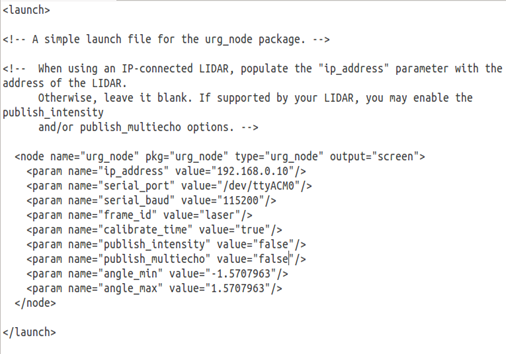 <launch>
<!-- A simple launch file for the urg_node package. -->
<!--  When using an IP-connected LIDAR, populate the "ip_address" parameter with the
address of the LIDAR.
Otherwise, leave it blank. If supported by your LIDAR, you may enable the
publish_intensity
and/or publish_multiecho options. -->
<node name="urg_node" pkg="urg_node" type="urg_node" output="screen">
<param name="ip_address" value="192.168.0.10"/>
<param name="serial_port" value="/dev/ttyACM0"/>
<param name="serial_baud" value="115200"/>
<param name="frame_id" value="laser"/>
<param name="calibrate_time" value="true"/>
<param name="publish_intensity" value="false"/>
<param name="publish_multiecho" value="false"/>
<param name="angle_min" value="-1.5707963"/>
<param name="angle_max" value="1.5707963"/>
</node>
</launch>